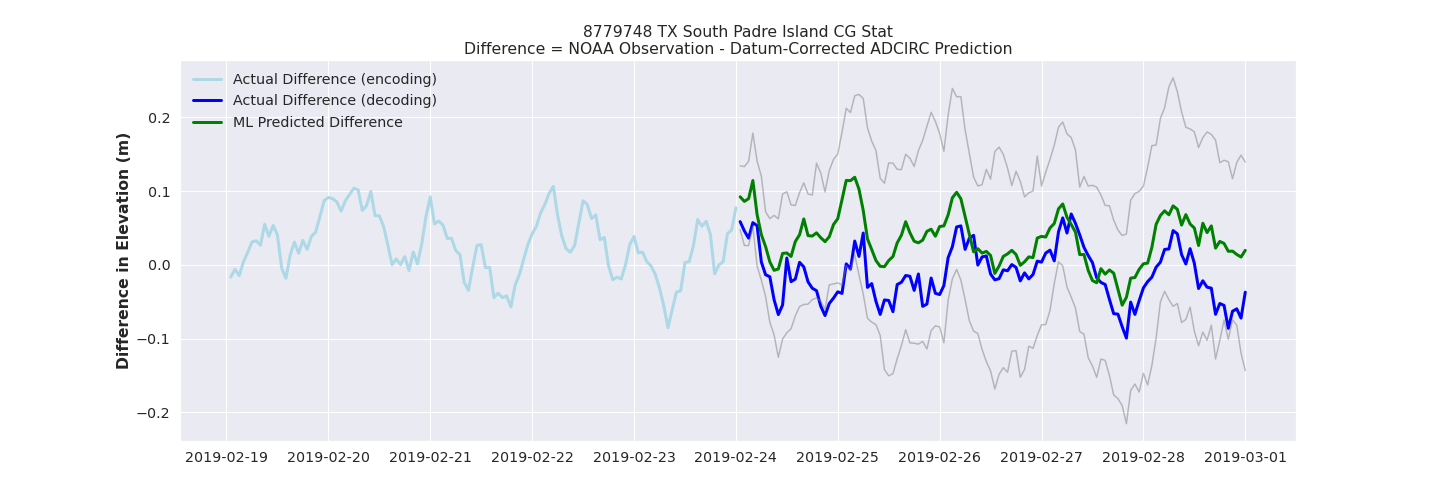 8779748 TX South Padre Island CG Stat
Difference = NOAA Observation - Datum-Corrected ADCIRC Prediction
Actual Difference (encoding)
Actual Difference (decoding)
ML Predicted Difference
Difference in Elevation (m)
0.2
0.1
0.0
−0.1
−0.2
2019-02-19 2019-02-20 2019-02-21 2019-02-22 2019-02-23 2019-02-24 2019-02-25 2019-02-26 2019-02-27 2019-02-28 2019-03-01